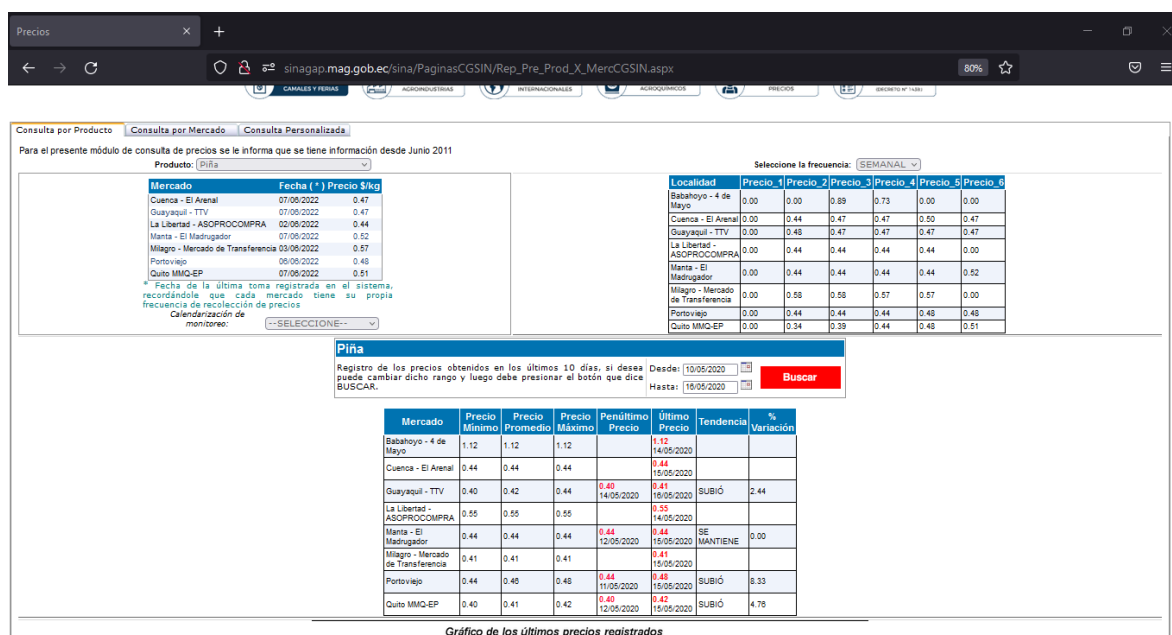 Precios
sinagap.mag.gob.ec/sina/PaginasCGSIN/Rep_Pre_Prod_X_MercCGSIN.aspx
80%
CAMALES Y FERIAS AGROINDUSTRIAS INTERNACIONALES AGROQUÍMICOS PRECIOS (DECRETO Nº 1438)
Consulta por Producto Consulta por Mercado Consulta Personalizada
Para el presente módulo de consulta de precios se le informa que se tiene información desde Junio 2011
Producto: Piña
Seleccione la frecuencia: SEMANAL
Mercado Fecha ( * ) Precio $/kg
Cuenca - El Arenal 07/06/2022 0.47
Guayaquil - TTV 07/06/2022 0.47
La Libertad - ASOPROCOMPRA 02/06/2022 0.44
Manta - El Madrugador 07/06/2022 0.52
Milagro - Mercado de Transferencia 03/06/2022 0.57
Portoviejo 06/06/2022 0.48
Quito MMQ-EP 07/06/2022 0.51
* Fecha de la última toma registrada en el sistema,
recordándole que cada mercado tiene su propia
frecuencia de recolección de precios
Calendarización de
monitoreo: --SELECCIONE--
Localidad Precio_1 Precio_2 Precio_3 Precio_4 Precio_5 Precio_6
Babahoyo - 4 de
Mayo 0.00 0.00 0.89 0.73 0.00 0.00
Cuenca - El Arenal 0.00 0.44 0.47 0.47 0.50 0.47
Guayaquil - TTV 0.00 0.48 0.47 0.47 0.47 0.47
La Libertad -
ASOPROCOMPRA 0.00 0.44 0.44 0.44 0.44 0.00
Manta - El
Madrugador 0.00 0.44 0.44 0.44 0.44 0.52
Milagro - Mercado
de Transferencia 0.00 0.58 0.58 0.57 0.57 0.00
Portoviejo 0.00 0.44 0.44 0.44 0.48 0.48
Quito MMQ-EP 0.00 0.34 0.39 0.44 0.48 0.51
Piña
Registro de los precios obtenidos en los últimos 10 días, si desea
puede cambiar dicho rango y luego debe presionar el botón que dice
BUSCAR.
Desde: 10/05/2020
Hasta: 16/05/2020
Buscar
Mercado Precio Mínimo Precio Promedio Precio Máximo Penúltimo Precio Último Precio Tendencia % Variación
Babahoyo - 4 de
Mayo 1.12 1.12 1.12 1.12 14/05/2020
Cuenca - El Arenal 0.44 0.44 0.44 0.44 15/05/2020
Guayaquil - TTV 0.40 0.42 0.44 0.40 14/05/2020 0.41 16/05/2020 SUBIÓ 2.44
La Libertad -
ASOPROCOMPRA 0.55 0.55 0.55 0.55 14/05/2020
Manta - El
Madrugador 0.44 0.44 0.44 0.44 12/05/2020 0.44 15/05/2020 SE MANTIENE 0.00
Milagro - Mercado
de Transferencia 0.41 0.41 0.41 0.41 15/05/2020
Portoviejo 0.44 0.46 0.48 0.44 11/05/2020 0.48 15/05/2020 SUBIÓ 8.33
Quito MMQ-EP 0.40 0.41 0.42 0.40 12/05/2020 0.42 15/05/2020 SUBIÓ 4.76
Gráfico de los últimos precios registrados